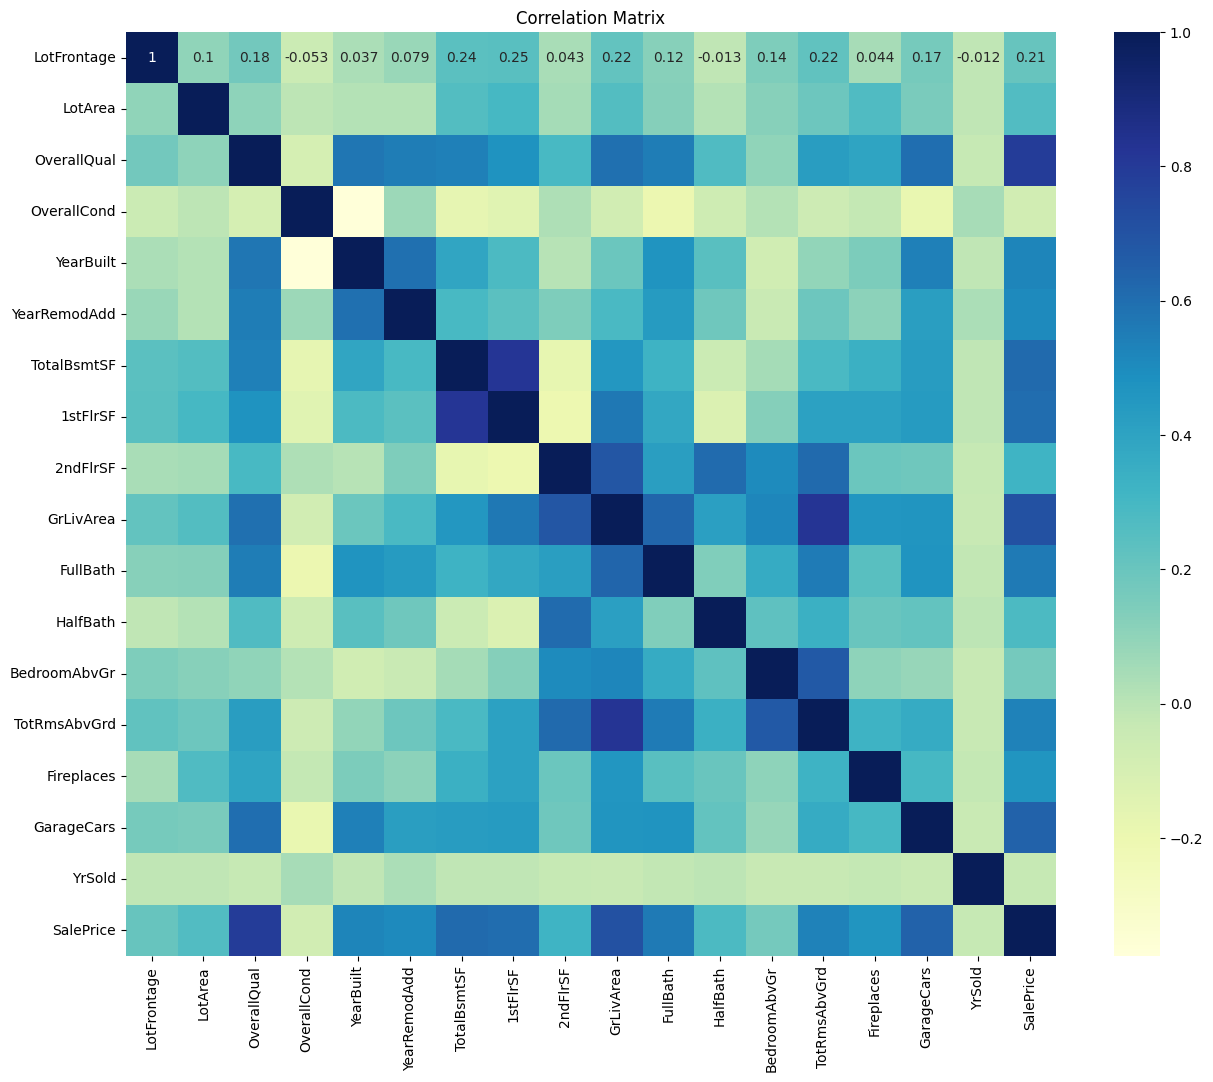 Correlation Matrix
LotFrontage 1 0.1 0.18 -0.053 0.037 0.079 0.24 0.25 0.043 0.22 0.12 -0.013 0.14 0.22 0.044 0.17 -0.012 0.21
LotArea
OverallQual
OverallCond
YearBuilt
YearRemodAdd
TotalBsmtSF
1stFlrSF
2ndFlrSF
GrLivArea
FullBath
HalfBath
BedroomAbvGr
TotRmsAbvGrd
Fireplaces
GarageCars
YrSold
SalePrice
LotFrontage
LotArea
OverallQual
OverallCond
YearBuilt
YearRemodAdd
TotalBsmtSF
1stFlrSF
2ndFlrSF
GrLivArea
FullBath
HalfBath
BedroomAbvGr
TotRmsAbvGrd
Fireplaces
GarageCars
YrSold
SalePrice
1.0
0.8
0.6
0.4
0.2
0.0
−0.2